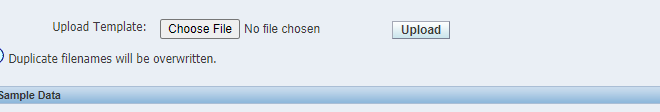 Upload Template: Choose File No file chosen Upload
Duplicate filenames will be overwritten.
Sample Data